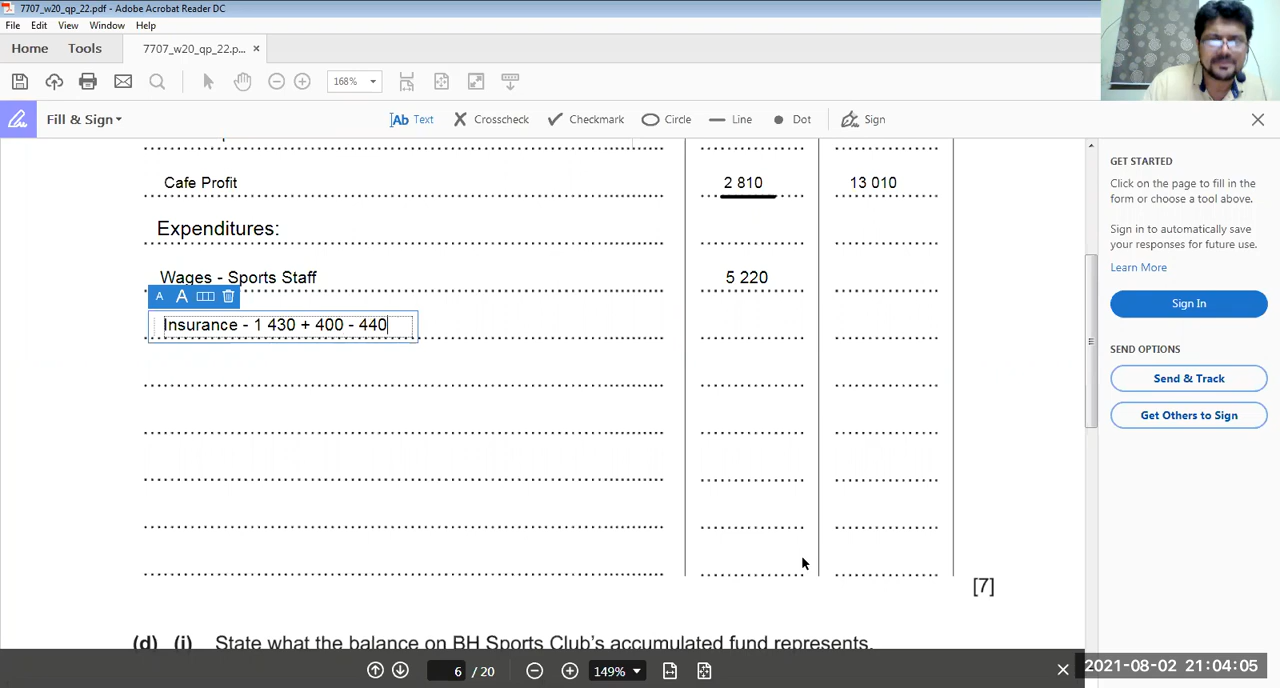 7707_w20_qp_22.pdf - Adobe Acrobat Reader DC
File Edit View Window Help
Home Tools 7707_w20_qp_22.p... ×
168%
Fill & Sign Text Crosscheck Checkmark Circle Line Dot Sign
Cafe Profit 2 810 13 010
Expenditures:
Wages - Sports Staff 5 220
A A
Insurance - 1 430 + 400 - 440
[7]
(d) (i) State what the balance on BH Sports Club's accumulated fund represents.
GET STARTED
Click on the page to fill in the
form or choose a tool above.
Sign in to automatically save
your responses for future use.
Learn More
Sign In
SEND OPTIONS
Send & Track
Get Others to Sign
6 / 20 149%
2021-08-02 21:04:05